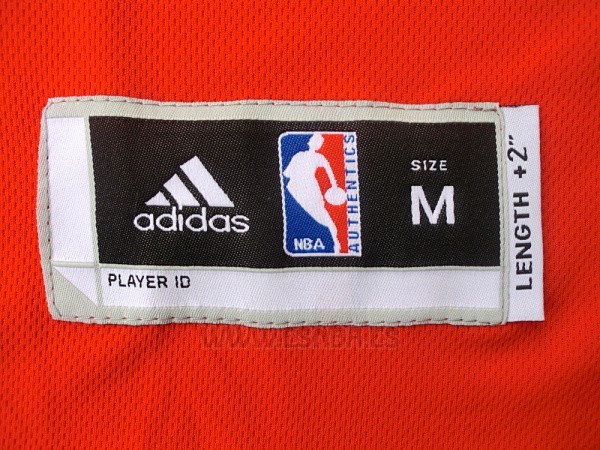 adidas
NBA
AUTHENTICS
SIZE
M
LENGTH +2"
PLAYER ID